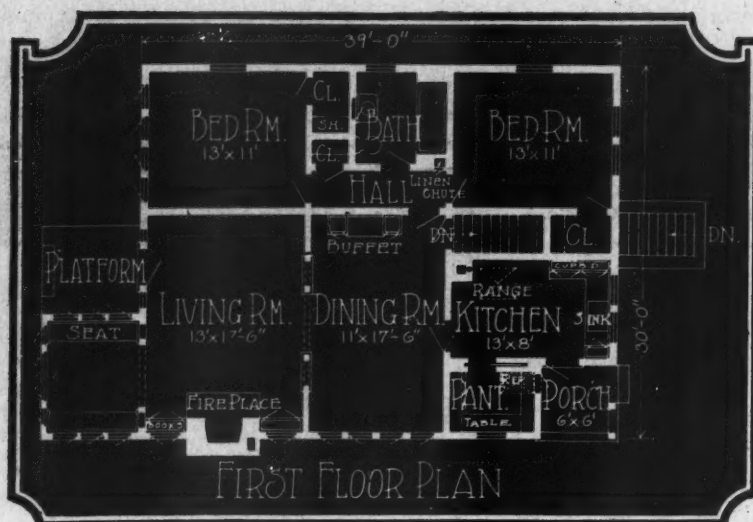 39'-0"
BED RM.
13'x11'
CL.
SH.
CL.
BATH
BED RM.
13'x11'
HALL
LINEN
CHUTE
BUFFET
DN.
CL.
DN.
PLATFORM
SEAT
LIVING RM.
13'x17'-6"
DINING RM.
11'x17'-6"
CUPB'D
RANGE
KITCHEN
13'x8'
SINK
30'-0"
FIRE PLACE
BOOKS
PANT.
TABLE
PORCH
6'x6'
FIRST FLOOR PLAN